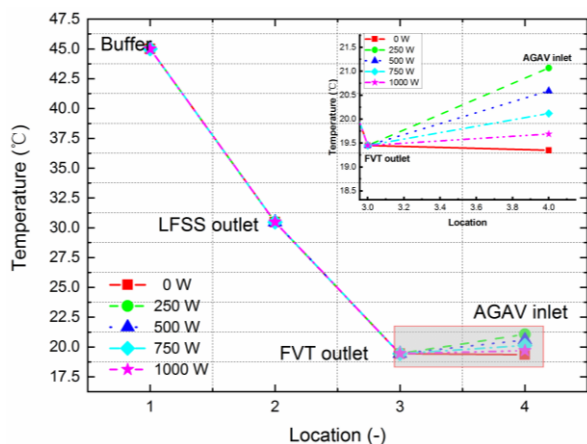 47.5
45.0
42.5
40.0
37.5
35.0
32.5
30.0
27.5
25.0
22.5
20.0
17.5
Temperature (℃)
1
2
3
4
Location (-)
Buffer
LFSS outlet
FVT outlet
AGAV inlet
0 W
250 W
500 W
750 W
1000 W
21.5
21.0
20.5
20.0
19.5
19.0
18.5
Temperature(℃)
0 W
250 W
500 W
750 W
1000 W
AGAV inlet
FVT outlet
3.0
3.2
3.4
3.6
3.8
4.0
Location